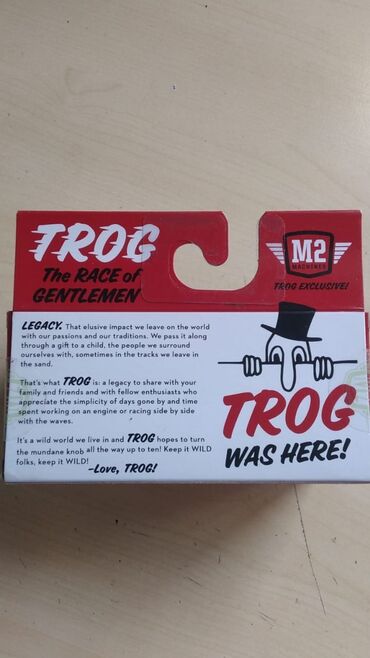 TROG
The RACE of
GENTLEMEN
M2
MACHINES
TROG EXCLUSIVE!
LEGACY. That elusive impact we leave on the world
with our passions and our traditions. We pass it along
through a gift to a child, the people we surround
ourselves with, sometimes in the tracks we leave in
the sand.
That's what TROG is: a legacy to share with your
family and friends and with fellow enthusiasts who
appreciate the simplicity of days gone by and time
spent working on an engine or racing side by side
with the waves.
It's a wild world we live in and TROG hopes to turn
the mundane knob all the way up to ten! Keep it WILD
folks, keep it WILD!
-Love, TROG!
TROG
WAS HERE!